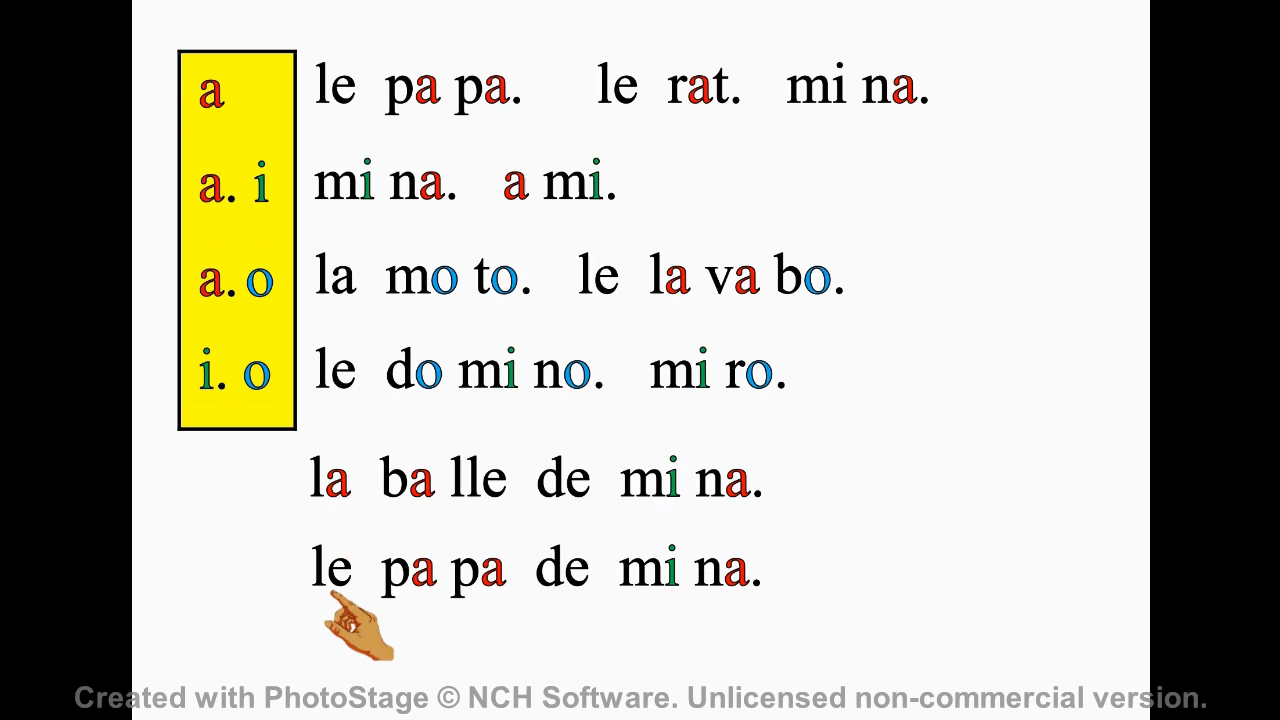 a le pa pa. le rat. mi na.
a. i mi na. a mi.
a. o la mo to. le la va bo.
i. o le do mi no. mi ro.
la ba lle de mi na.
le pa pa de mi na.
Created with PhotoStage © NCH Software. Unlicensed non-commercial version.